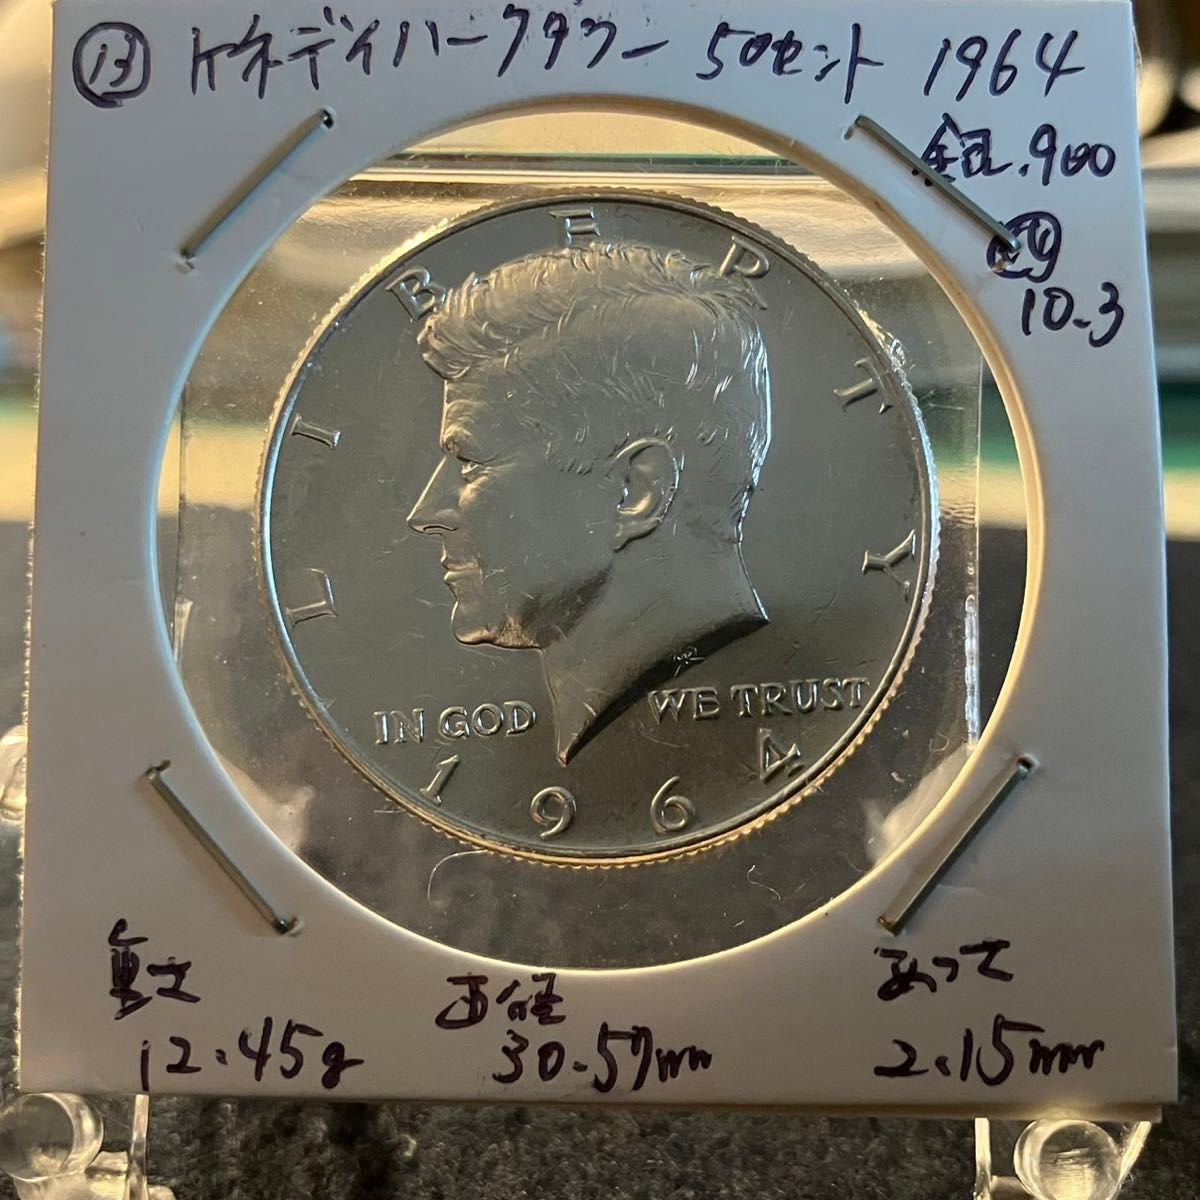 ⑬ ケネディハーフダラー 50セント 1964
銀.900
10.3
LIBERTY
IN GOD WE TRUST
1964
重さ 直径 あつさ
12.45g 30.57mm 2.15mm